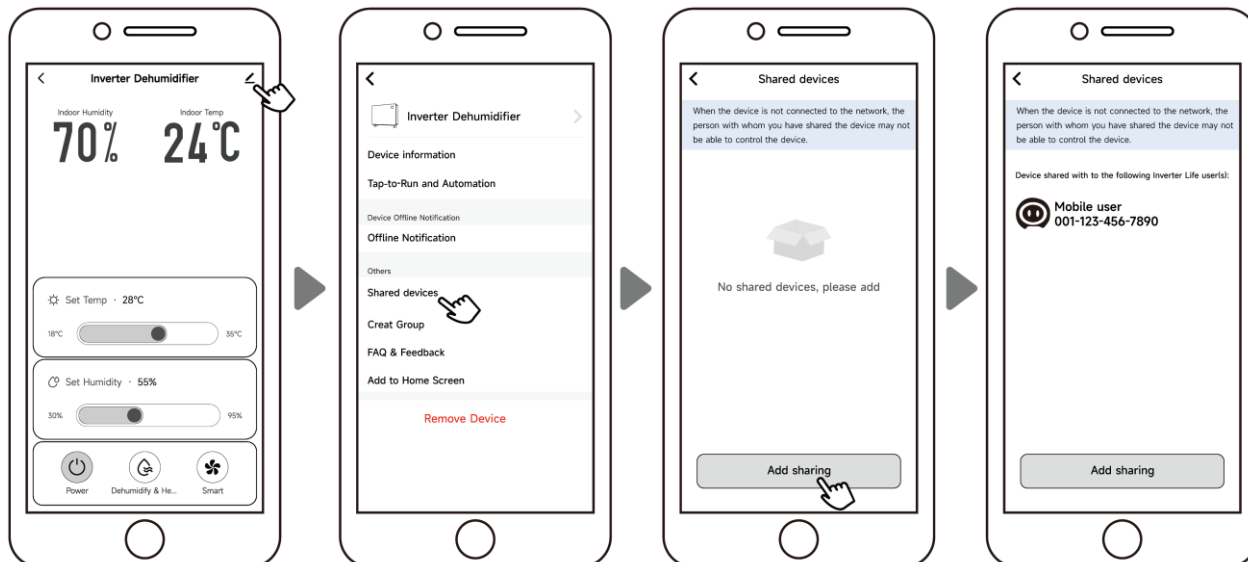 Inverter Dehumidifier
Indoor Humidity
70%
Indoor Temp
24°C
Set Temp · 28°C
18°C
35°C
Set Humidity · 55%
30%
95%
Power
Dehumidify & He...
Smart
Inverter Dehumidifier
Device information
Tap-to-Run and Automation
Device Offline Notification
Offline Notification
Others
Shared devices
Creat Group
FAQ & Feedback
Add to Home Screen
Remove Device
Shared devices
When the device is not connected to the network, the
person with whom you have shared the device may not
be able to control the device.
No shared devices, please add
Add sharing
Shared devices
When the device is not connected to the network, the
person with whom you have shared the device may not
be able to control the device.
Device shared with to the following Inverter Life user(s):
Mobile user
001-123-456-7890
Add sharing